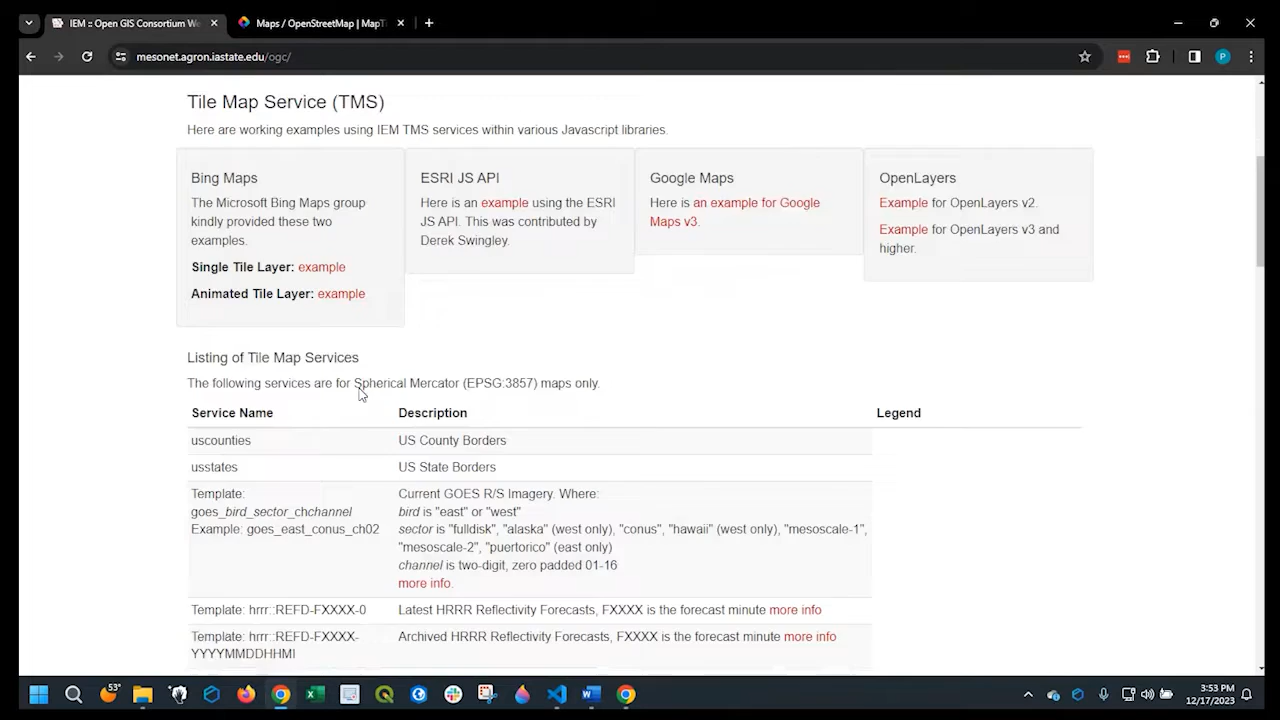 IEM :: Open GIS Consortium We
Maps / OpenStreetMap | MapTi
mesonet.agron.iastate.edu/ogc/
P
Tile Map Service (TMS)
Here are working examples using IEM TMS services within various Javascript libraries.
Bing Maps
The Microsoft Bing Maps group
kindly provided these two
examples.
Single Tile Layer: example
Animated Tile Layer: example
ESRI JS API
Here is an example using the ESRI
JS API. This was contributed by
Derek Swingley.
Google Maps
Here is an example for Google
Maps v3.
OpenLayers
Example for OpenLayers v2.
Example for OpenLayers v3 and
higher.
Listing of Tile Map Services
The following services are for Spherical Mercator (EPSG:3857) maps only.
Service Name Description Legend
uscounties US County Borders
usstates US State Borders
Template:
goes_bird_sector_chchannel
Example: goes_east_conus_ch02
Current GOES R/S Imagery. Where:
bird is "east" or "west"
sector is "fulldisk", "alaska" (west only), "conus", "hawaii" (west only), "mesoscale-1",
"mesoscale-2", "puertorico" (east only)
channel is two-digit, zero padded 01-16
more info.
Template: hrrr::REFD-FXXXX-0 Latest HRRR Reflectivity Forecasts, FXXXX is the forecast minute more info
Template: hrrr::REFD-FXXXX-
YYYYMMDDHHMI
Archived HRRR Reflectivity Forecasts, FXXXX is the forecast minute more info
53°
3:53 PM
12/17/2023